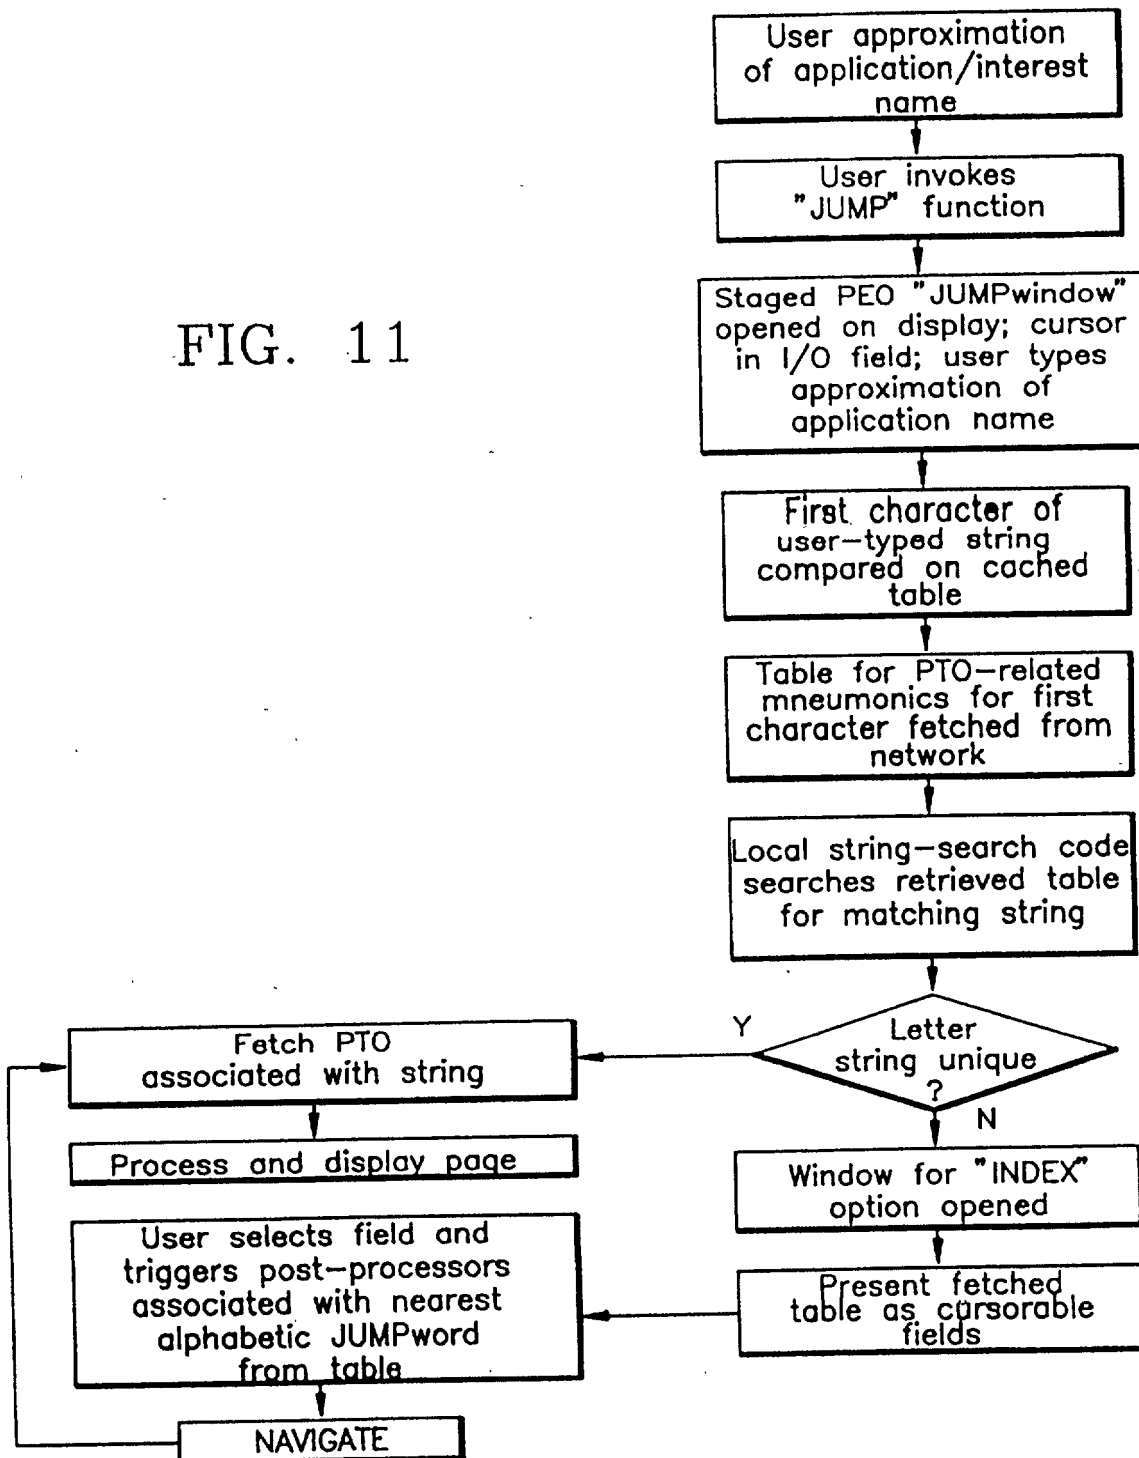 User approximation
of application/interest
name
User invokes
"JUMP" function
FIG. 11
Staged PEO "JUMPwindow"
opened on display; cursor
in I/O field; user types
approximation of
application name
First character of
user-typed string
compared on cached
table
Table for PTO-related
mneumonics for first
character fetched from
network
Local string-search code
searches retrieved table
for matching string
Letter
string unique
?
Y
N
Fetch PTO
associated with string
Process and display page
Window for "INDEX"
option opened
Present fetched
table as cursorable
fields
User selects field and
triggers post-processors
associated with nearest
alphabetic JUMPword
from table
NAVIGATE